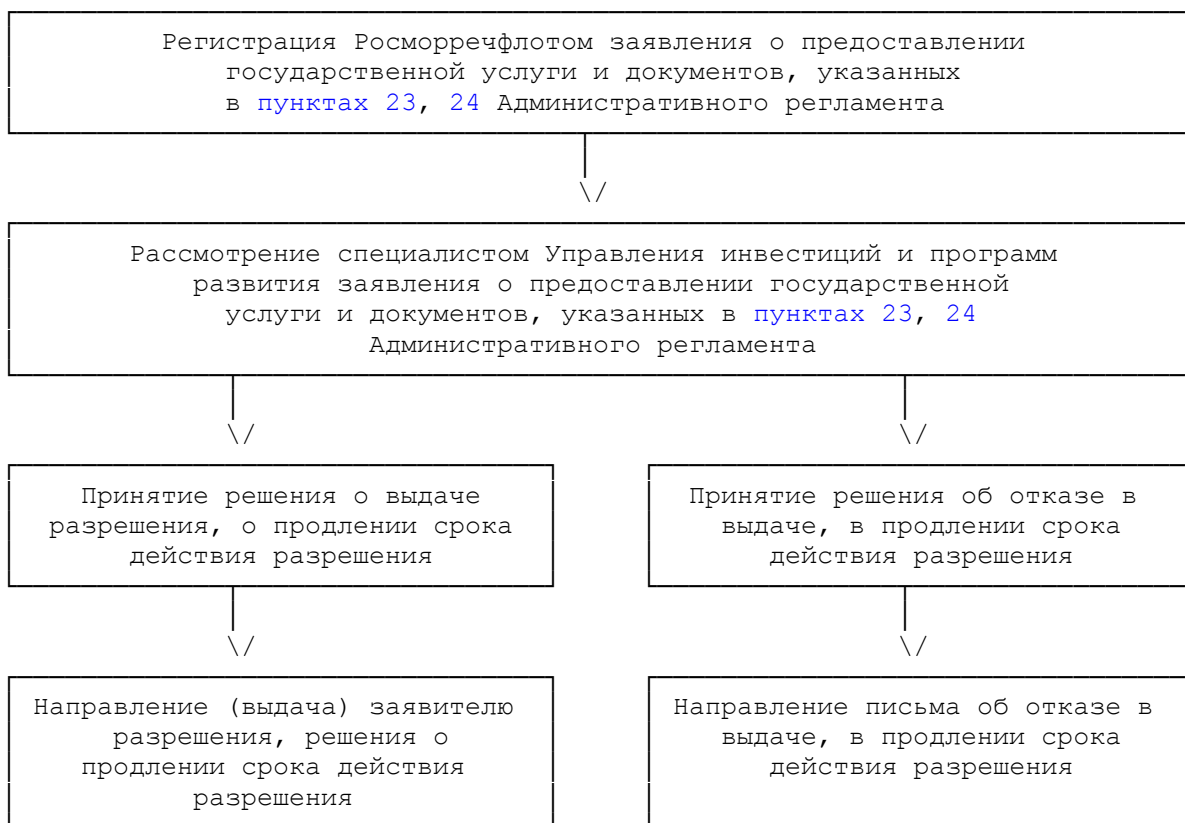 Регистрация Росморречфлотом заявления о предоставлении
государственной услуги и документов, указанных
в пунктах 23, 24 Административного регламента
Рассмотрение специалистом Управления инвестиций и программ
развития заявления о предоставлении государственной
услуги и документов, указанных в пунктах 23, 24
Административного регламента
Принятие решения о выдаче
разрешения, о продлении срока
действия разрешения
Принятие решения об отказе в
выдаче, в продлении срока
действия разрешения
Направление (выдача) заявителю
разрешения, решения о
продлении срока действия
разрешения
Направление письма об отказе в
выдаче, в продлении срока
действия разрешения